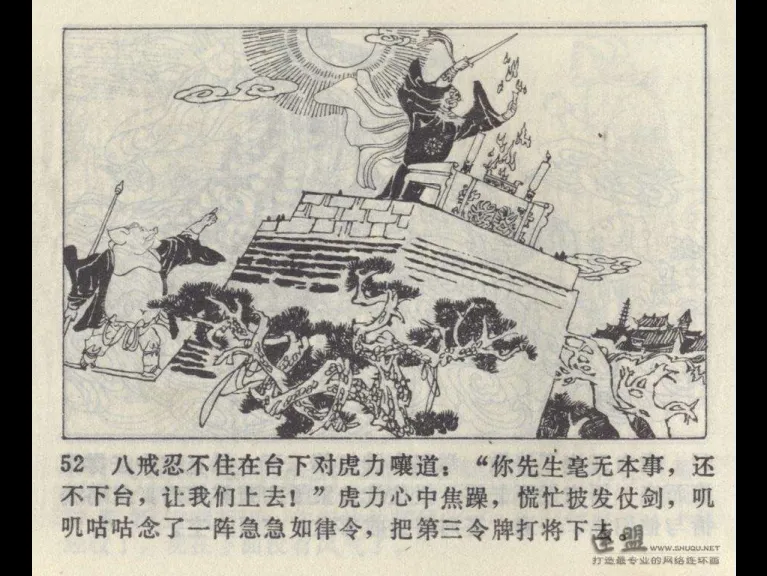 52 八戒忍不住在台下对虎力嚷道：“你先生毫无本事，还
不下台，让我们上去！”虎力心中焦躁，慌忙披发仗剑，叽
叽咕咕念了一阵急急如律令，把第三令牌打将下去。
连盟 WWW.SHUQU.NET
打造最专业的网络连环画